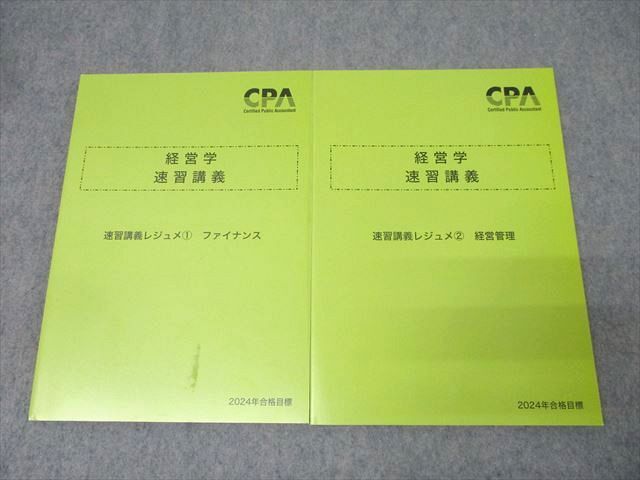 CPA
Certified Public Accountant
経営学
速習講義
速習講義レジュメ① ファイナンス
2024年合格目標
CPA
Certified Public Accountant
経営学
速習講義
速習講義レジュメ② 経営管理
2024年合格目標